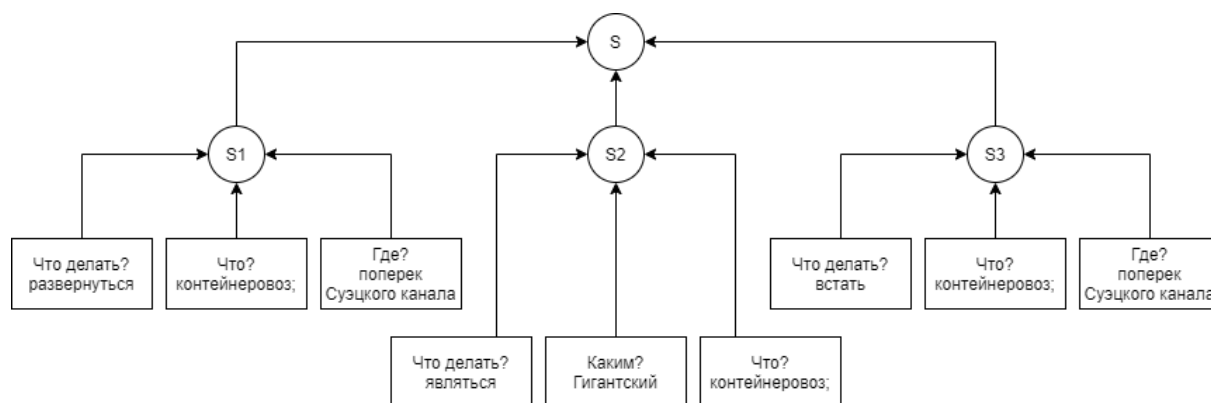 S
S1
S2
S3
Что делать?
развернуться
Что?
контейнеровоз;
Где?
поперек
Суэцкого канала
Что делать?
встать
Что?
контейнеровоз;
Где?
поперек
Суэцкого канала
Что делать?
являться
Каким?
Гигантский
Что?
контейнеровоз;